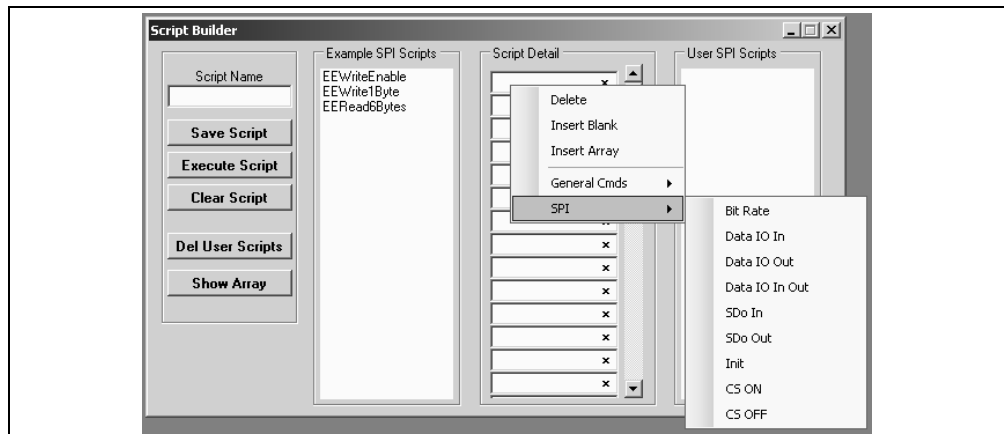 Script Builder
Script Name
Save Script
Execute Script
Clear Script
Del User Scripts
Show Array
Example SPI Scripts
EEWriteEnable
EEWrite1Byte
EERead6Bytes
Script Detail
User SPI Scripts
Delete
Insert Blank
Insert Array
General Cmds
SPI
Bit Rate
Data IO In
Data IO Out
Data IO In Out
SDo In
SDo Out
Init
CS ON
CS OFF